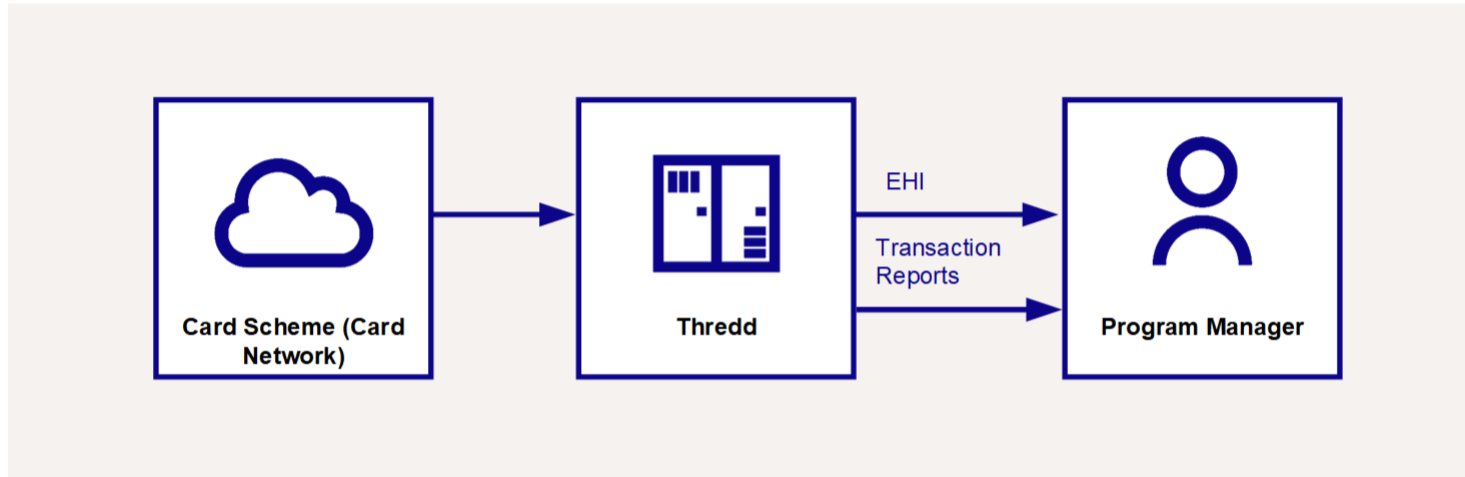 Card Scheme (Card
Network)
Thredd
EHI
Transaction
Reports
Program Manager